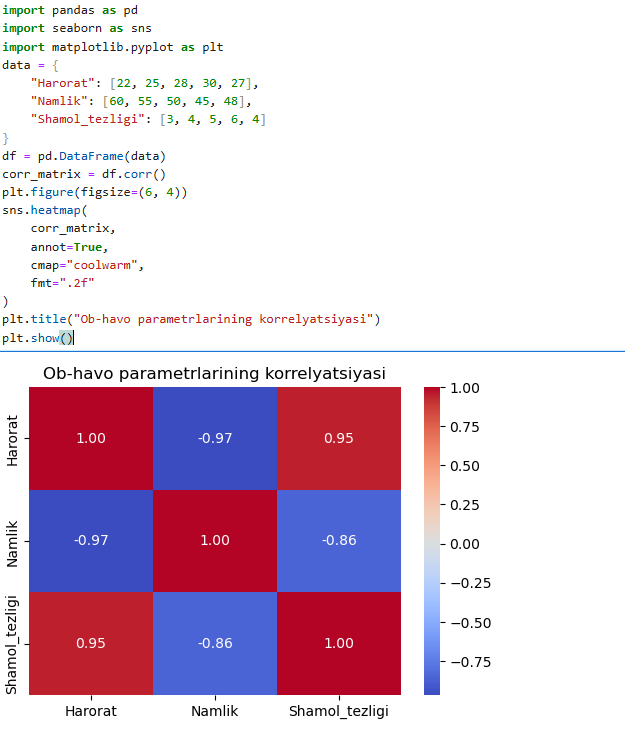 import pandas as pd
import seaborn as sns
import matplotlib.pyplot as plt
data = {
    "Harorat": [22, 25, 28, 30, 27],
    "Namlik": [60, 55, 50, 45, 48],
    "Shamol_tezligi": [3, 4, 5, 6, 4]
}
df = pd.DataFrame(data)
corr_matrix = df.corr()
plt.figure(figsize=(6, 4))
sns.heatmap(
    corr_matrix,
    annot=True,
    cmap="coolwarm",
    fmt=".2f"
)
plt.title("Ob-havo parametrlarining korrelyatsiyasi")
plt.show()
Ob-havo parametrlarining korrelyatsiyasi
Harorat
1.00 -0.97 0.95
Namlik
-0.97 1.00 -0.86
Shamol_tezligi
0.95 -0.86 1.00
Harorat Namlik Shamol_tezligi
1.00
0.75
0.50
0.25
0.00
−0.25
−0.50
−0.75